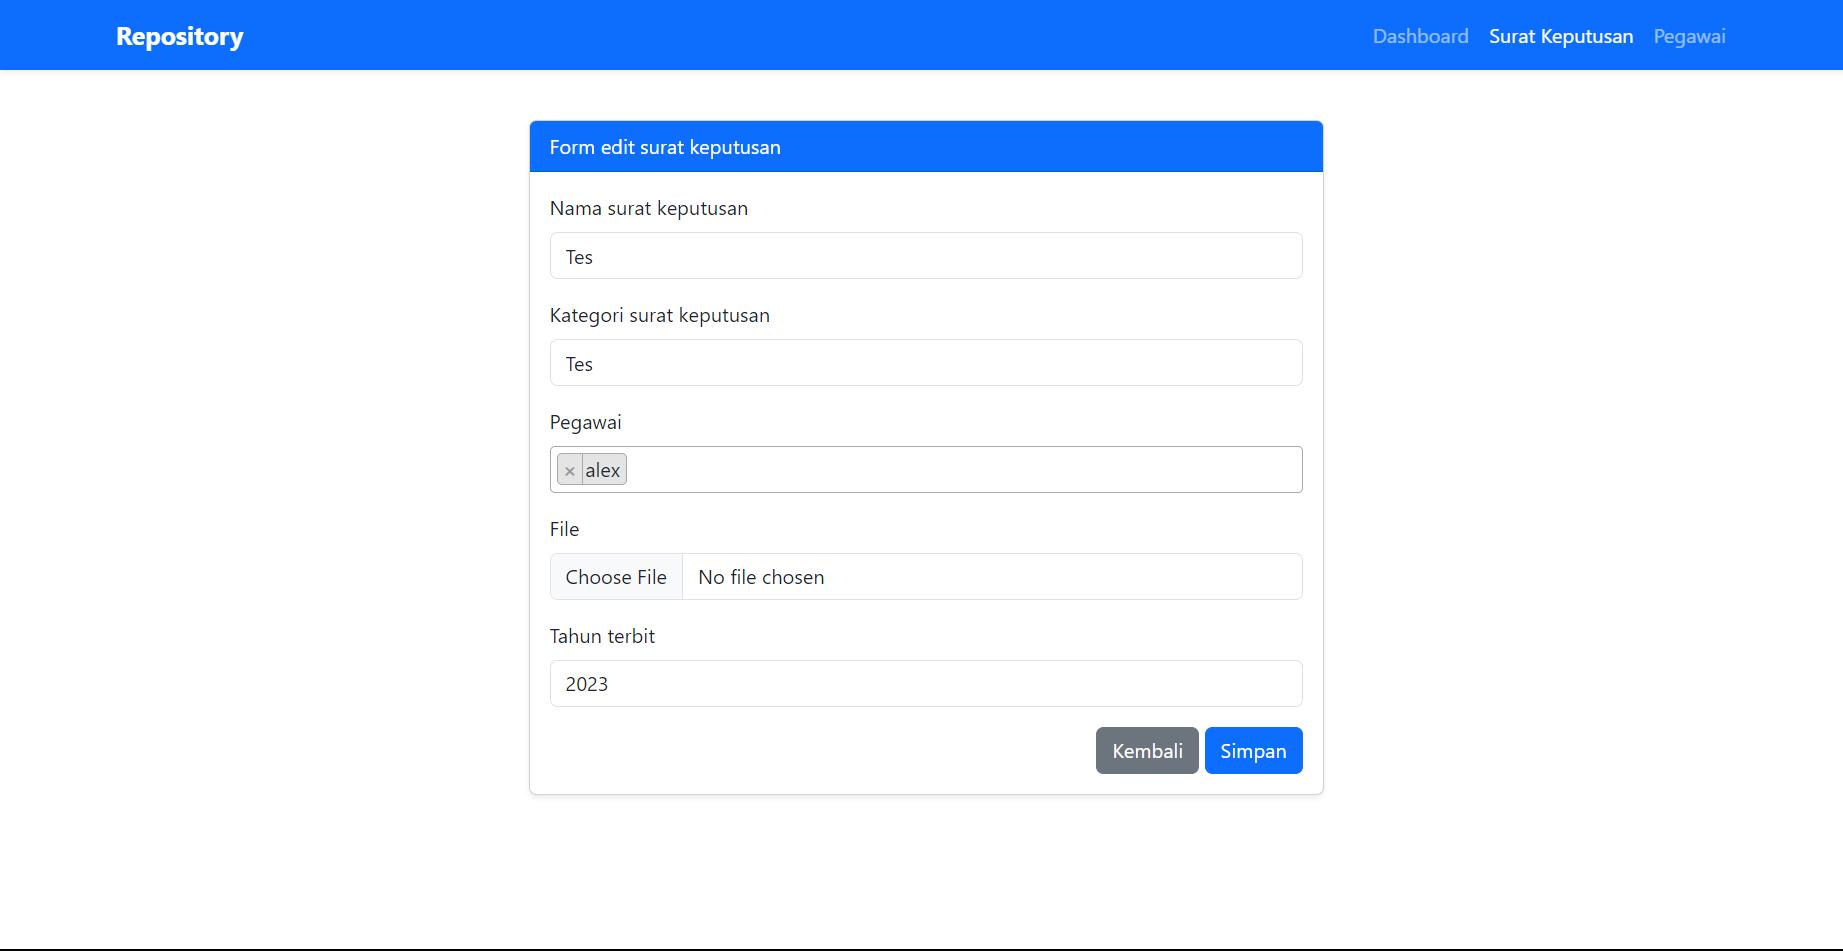 Repository
Dashboard Surat Keputusan Pegawai
Form edit surat keputusan
Nama surat keputusan
Tes
Kategori surat keputusan
Tes
Pegawai
× alex
File
Choose File No file chosen
Tahun terbit
2023
Kembali Simpan